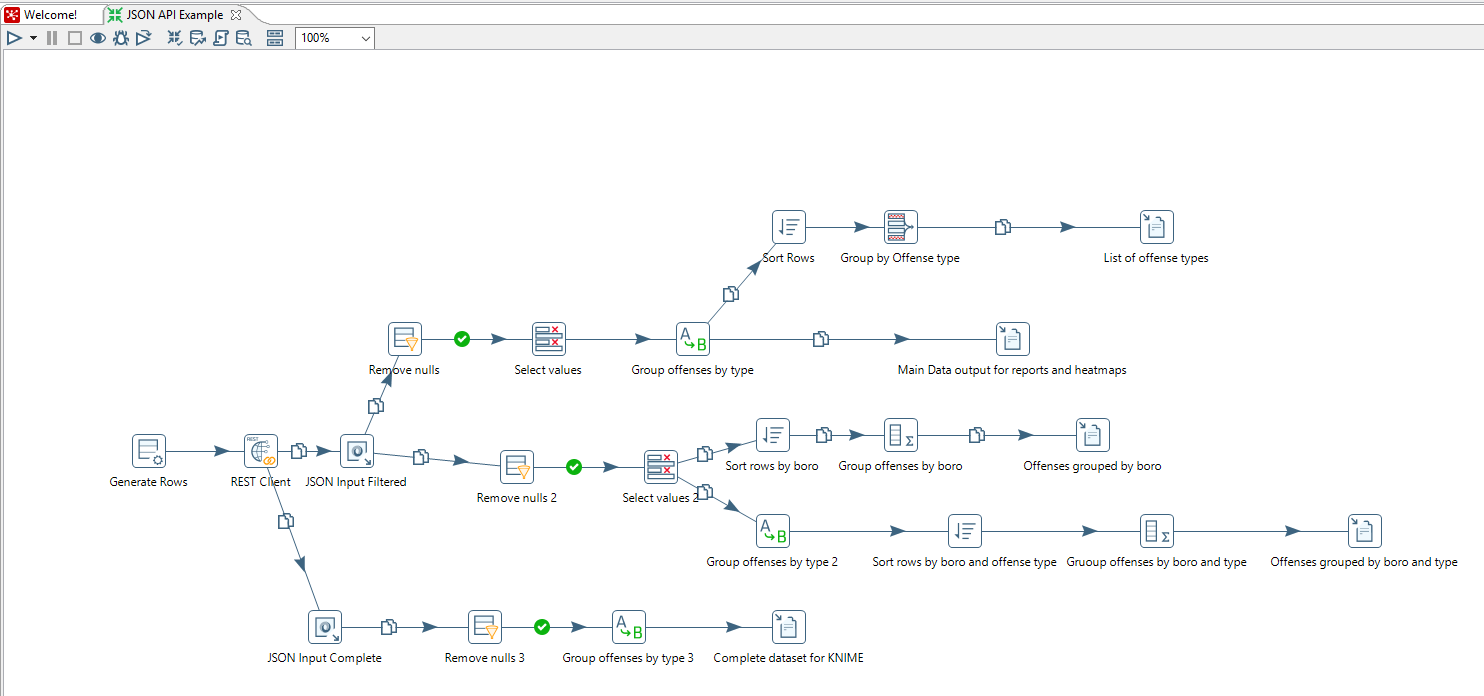 Welcome!
JSON API Example
100%
Sort Rows
Group by Offense type
List of offense types
Remove nulls
Select values
Group offenses by type
Main Data output for reports and heatmaps
Sort rows by boro
Group offenses by boro
Offenses grouped by boro
Generate Rows
REST
REST Client
JSON Input Filtered
Remove nulls 2
Select values 2
Group offenses by type 2
Sort rows by boro and offense type
Gruoup offenses by boro and type
Offenses grouped by boro and type
JSON Input Complete
Remove nulls 3
Group offenses by type 3
Complete dataset for KNIME